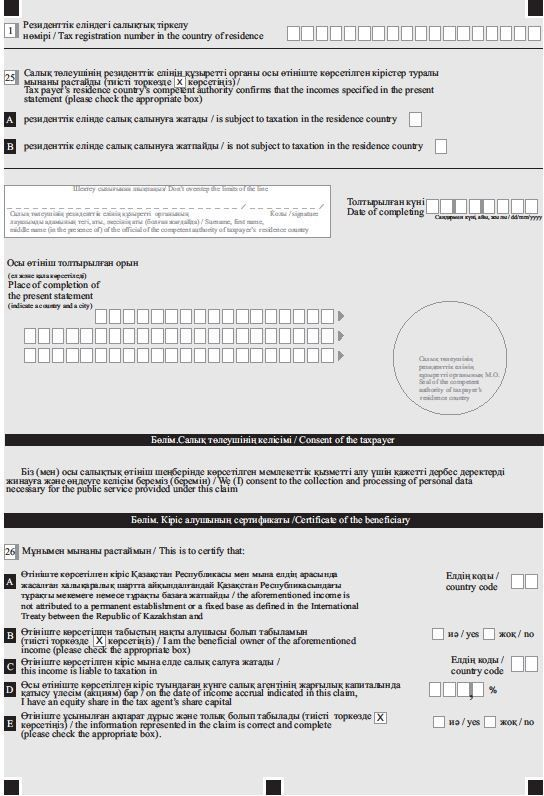 1 Резиденттік еліндегі салықтық тіркелу
нөмірі / Tax registration number in the country of residence
25 Салық төлеушінің резиденттік елінің құзыретті органы осы өтініште көрсетілген кірістер туралы
мынаны растайды (тиісті торкөзде X көрсетіңіз) /
Tax payer's residence country's competent authority confirms that the incomes specified in the present
statement (please check the appropriate box)
A резиденттік елінде салық салынуға жатады / is subject to taxation in the residence country
B резиденттік елінде салық салынуға жатпайды / is not subject to taxation in the residence country
Шектеу сызығынан шықпаңыз/ Don't overstep the limits of the line
Салық төлеушінің резиденттік елінің құзыретті органының Қолы / signature
лауазымды адамының тегі, аты, әкесінің аты (болған жағдайда) / Surname, first name,
middle name (in the presence of) of the official of the competent authority of taxpayer's residence country
Толтырылған күні
Date of completing
күні, айы, жылы / dd/mm/yyyy
Осы өтініш толтырылған орын
(ел және қала көрсетіледі)
Place of completion of
the present statement
(indicate a country and a city)
Салық төлеушінің
резиденттік елінің
құзыретті органының М.О.
Seal of the competent
authority of taxpayer's
residence country
Бөлім.Салық төлеушінің келісімі / Consent of the taxpayer
Біз (мен) осы салықтық өтініш шеңберінде көрсетілген мемлекеттік қызметті алу үшін қажетті дербес деректерді
жинауға және өңдеуге келісім береміз (беремін) / We (I) consent to the collection and processing of personal data
necessary for the public service provided under this claim
Бөлім. Кіріс алушының сертификаты /Certificate of the beneficiary
26 Мұнымен мынаны растаймын / This is to certify that:
A Өтініште көрсетілген кіріс Қазақстан Республикасы мен мына елдің арасында
жасалған халықаралық шартта айқындалғандай Қазақстан Республикасындағы
тұрақты мекемеге немесе тұрақты базаға жатпайды / the aforementioned income is
not attributed to a permanent establishment or a fixed base as defined in the International
Treaty between the Republic of Kazakhstan and
Елдің коды /
country code
B Өтініште көрсетілген табыстың нақты алушысы болып табыламын
(тиісті торкөзде X көрсетіңіз) / I am the beneficial owner of the aforementioned
income (please check the appropriate box)
иә / yes жоқ / no
C Өтініште көрсетілген кіріс мына елде салық салуға жатады /
this income is liable to taxation in
Елдің коды /
country code
D Осы өтініште көрсетілген кіріс туындаған күнге салық агентінің жарғылық капиталында
қатысу үлесім (акциям) бар / on the date of income accrual indicated in this claim,
I have an equity share in the tax agent's share capital
, %
E Өтініште ұсынылған ақпарат дұрыс және толық болып табылады (тиісті торкөзде X
көрсетіңіз) / the information represented in the claim is correct and complete
(please check the appropriate box).
иә / yes жоқ / no